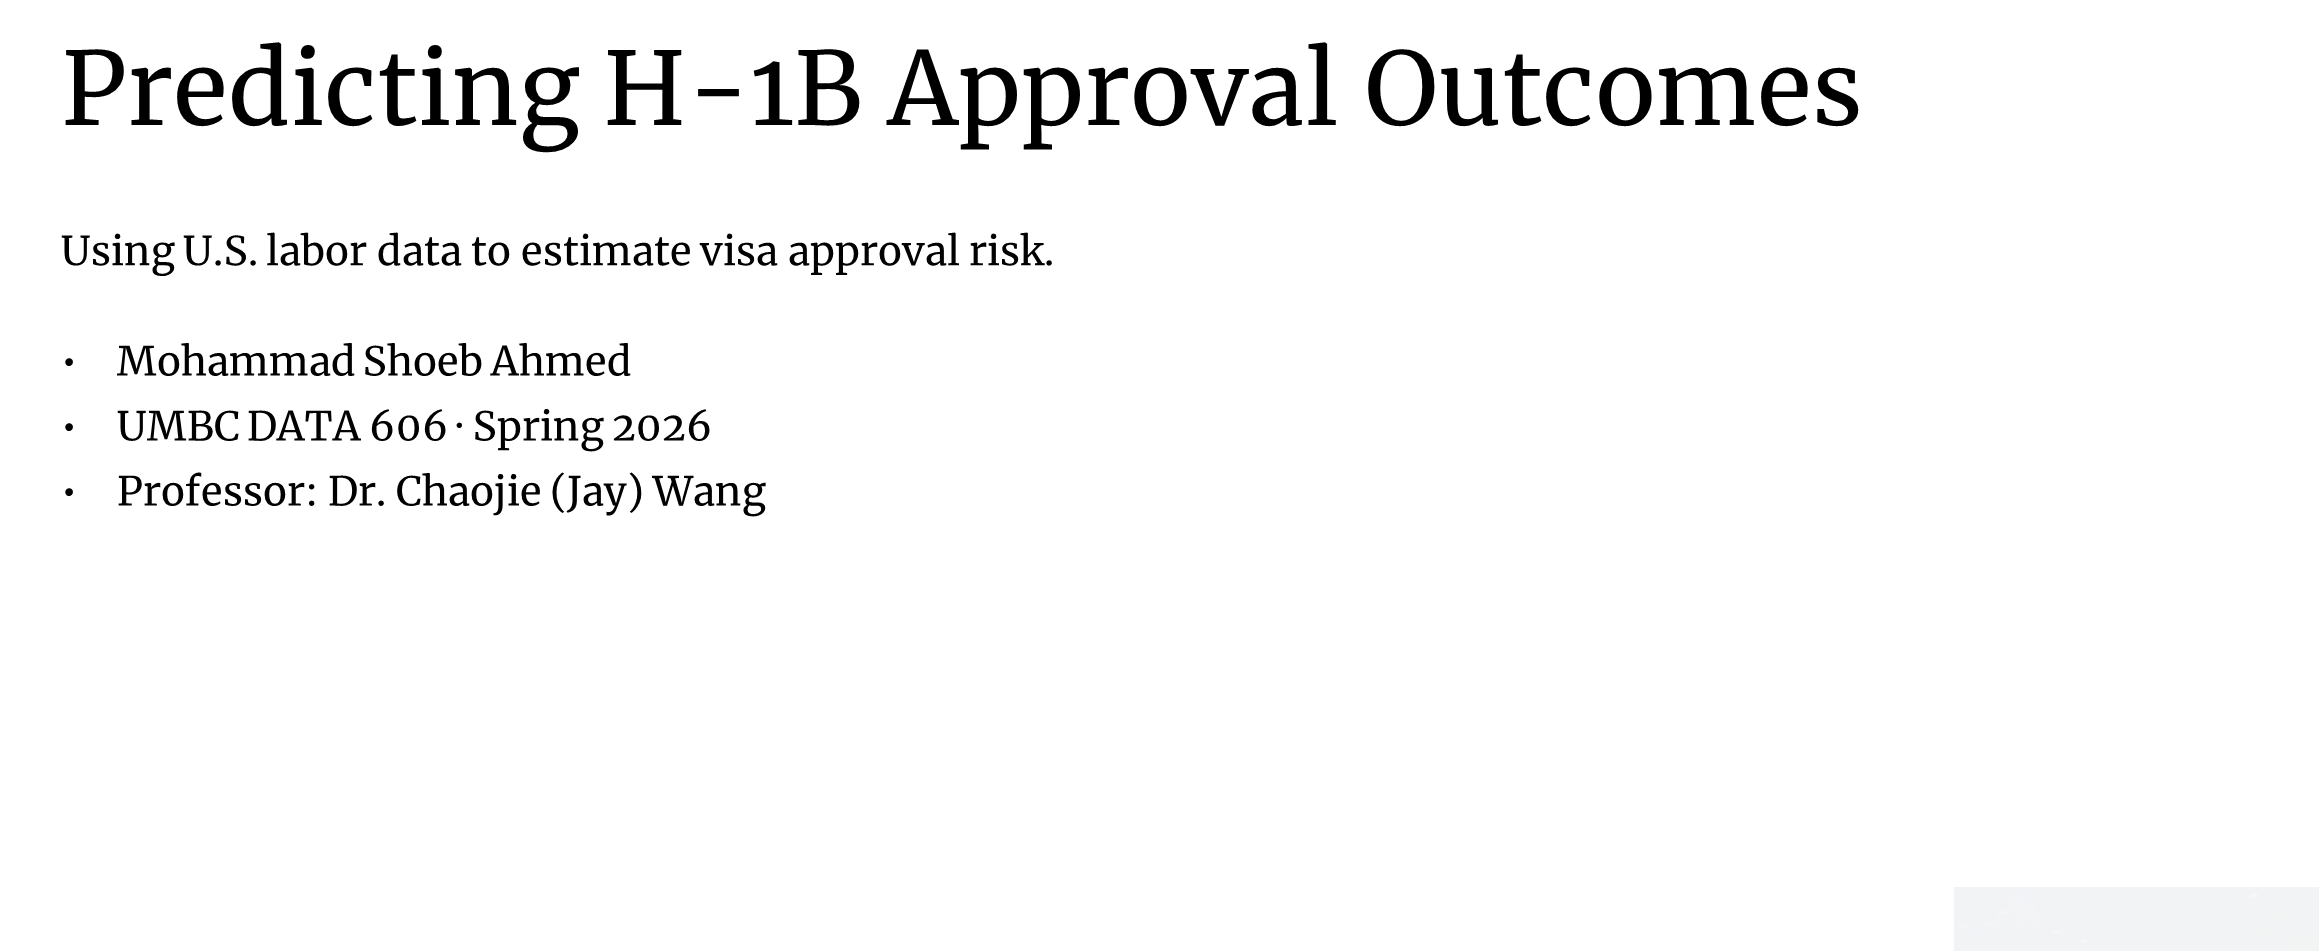 Predicting H-1B Approval Outcomes
Using U.S. labor data to estimate visa approval risk.
• Mohammad Shoeb Ahmed
• UMBC DATA 606 · Spring 2026
• Professor: Dr. Chaojie (Jay) Wang